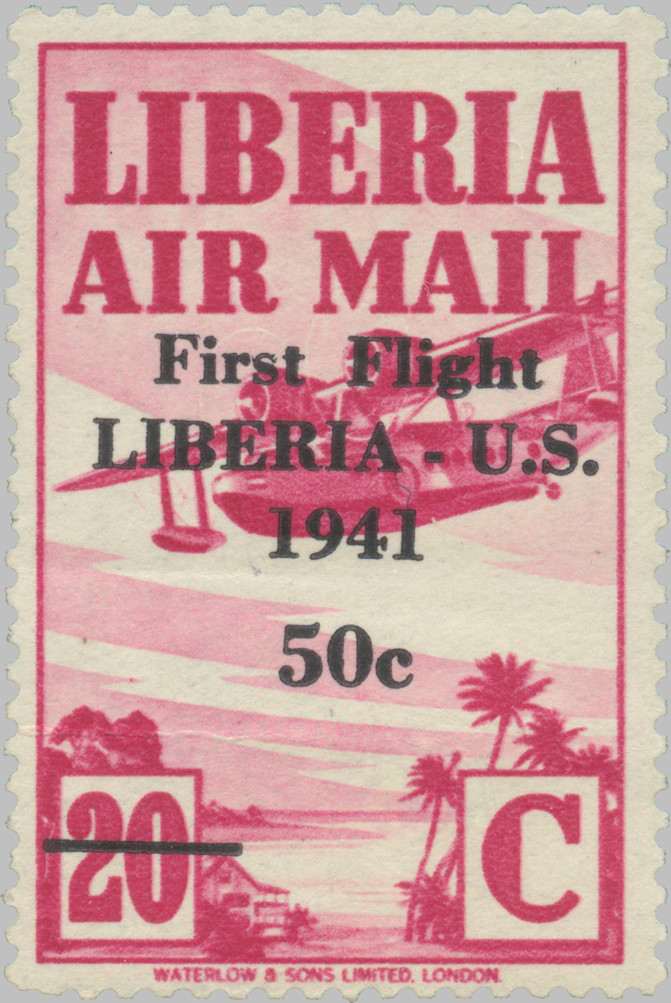 LIBERIA
AIR MAIL
First Flight
LIBERIA - U.S.
1941
50c
20 C
WATERLOW & SONS LIMITED. LONDON.